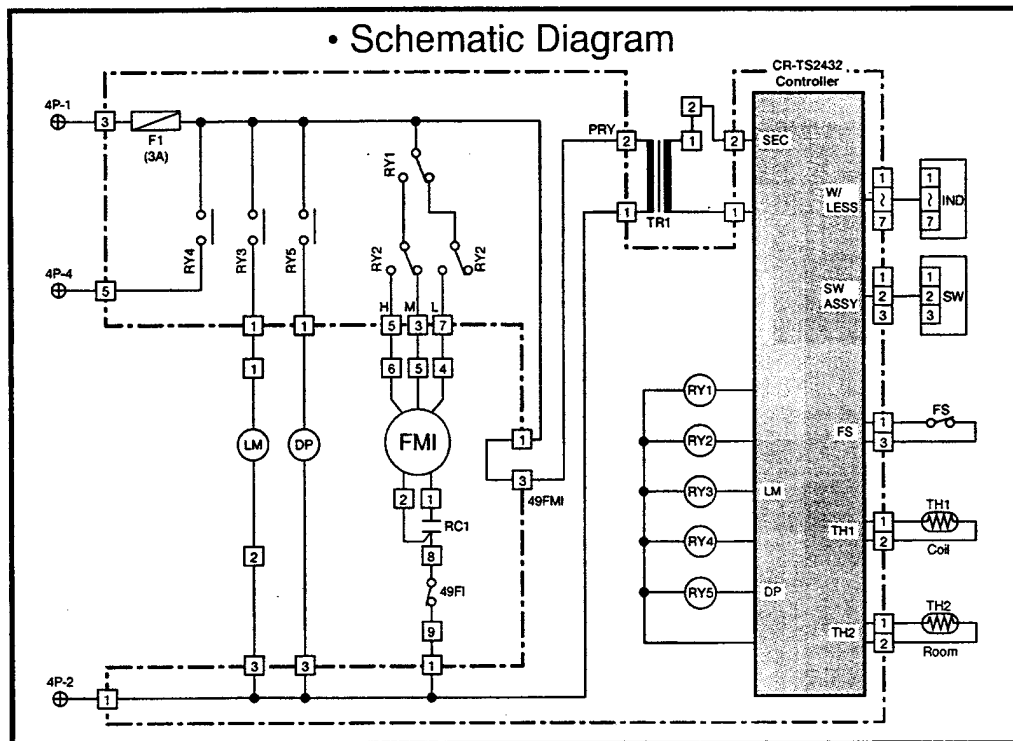 • Schematic Diagram
CR-TS2432
Controller
4P-1
3
F1
(3A)
RY1
PRY
2
2
1
2
SEC
1
TR1
1
W/
LESS
1
~
7
1
~
7
IND
RY4
RY3
RY5
RY2
RY2
4P-4
5
SW
ASSY
1
2
3
1
2
3
SW
H
M
L
1
1
5
3
7
1
6
5
4
RY1
LM
DP
FMI
1
RY2
FS
1
3
FS
3
49FMI
2
1
RC1
RY3
LM
8
2
49FI
RY4
TH1
1
2
TH1
Coil
9
RY5
DP
3
3
1
TH2
1
2
TH2
Room
4P-2
1